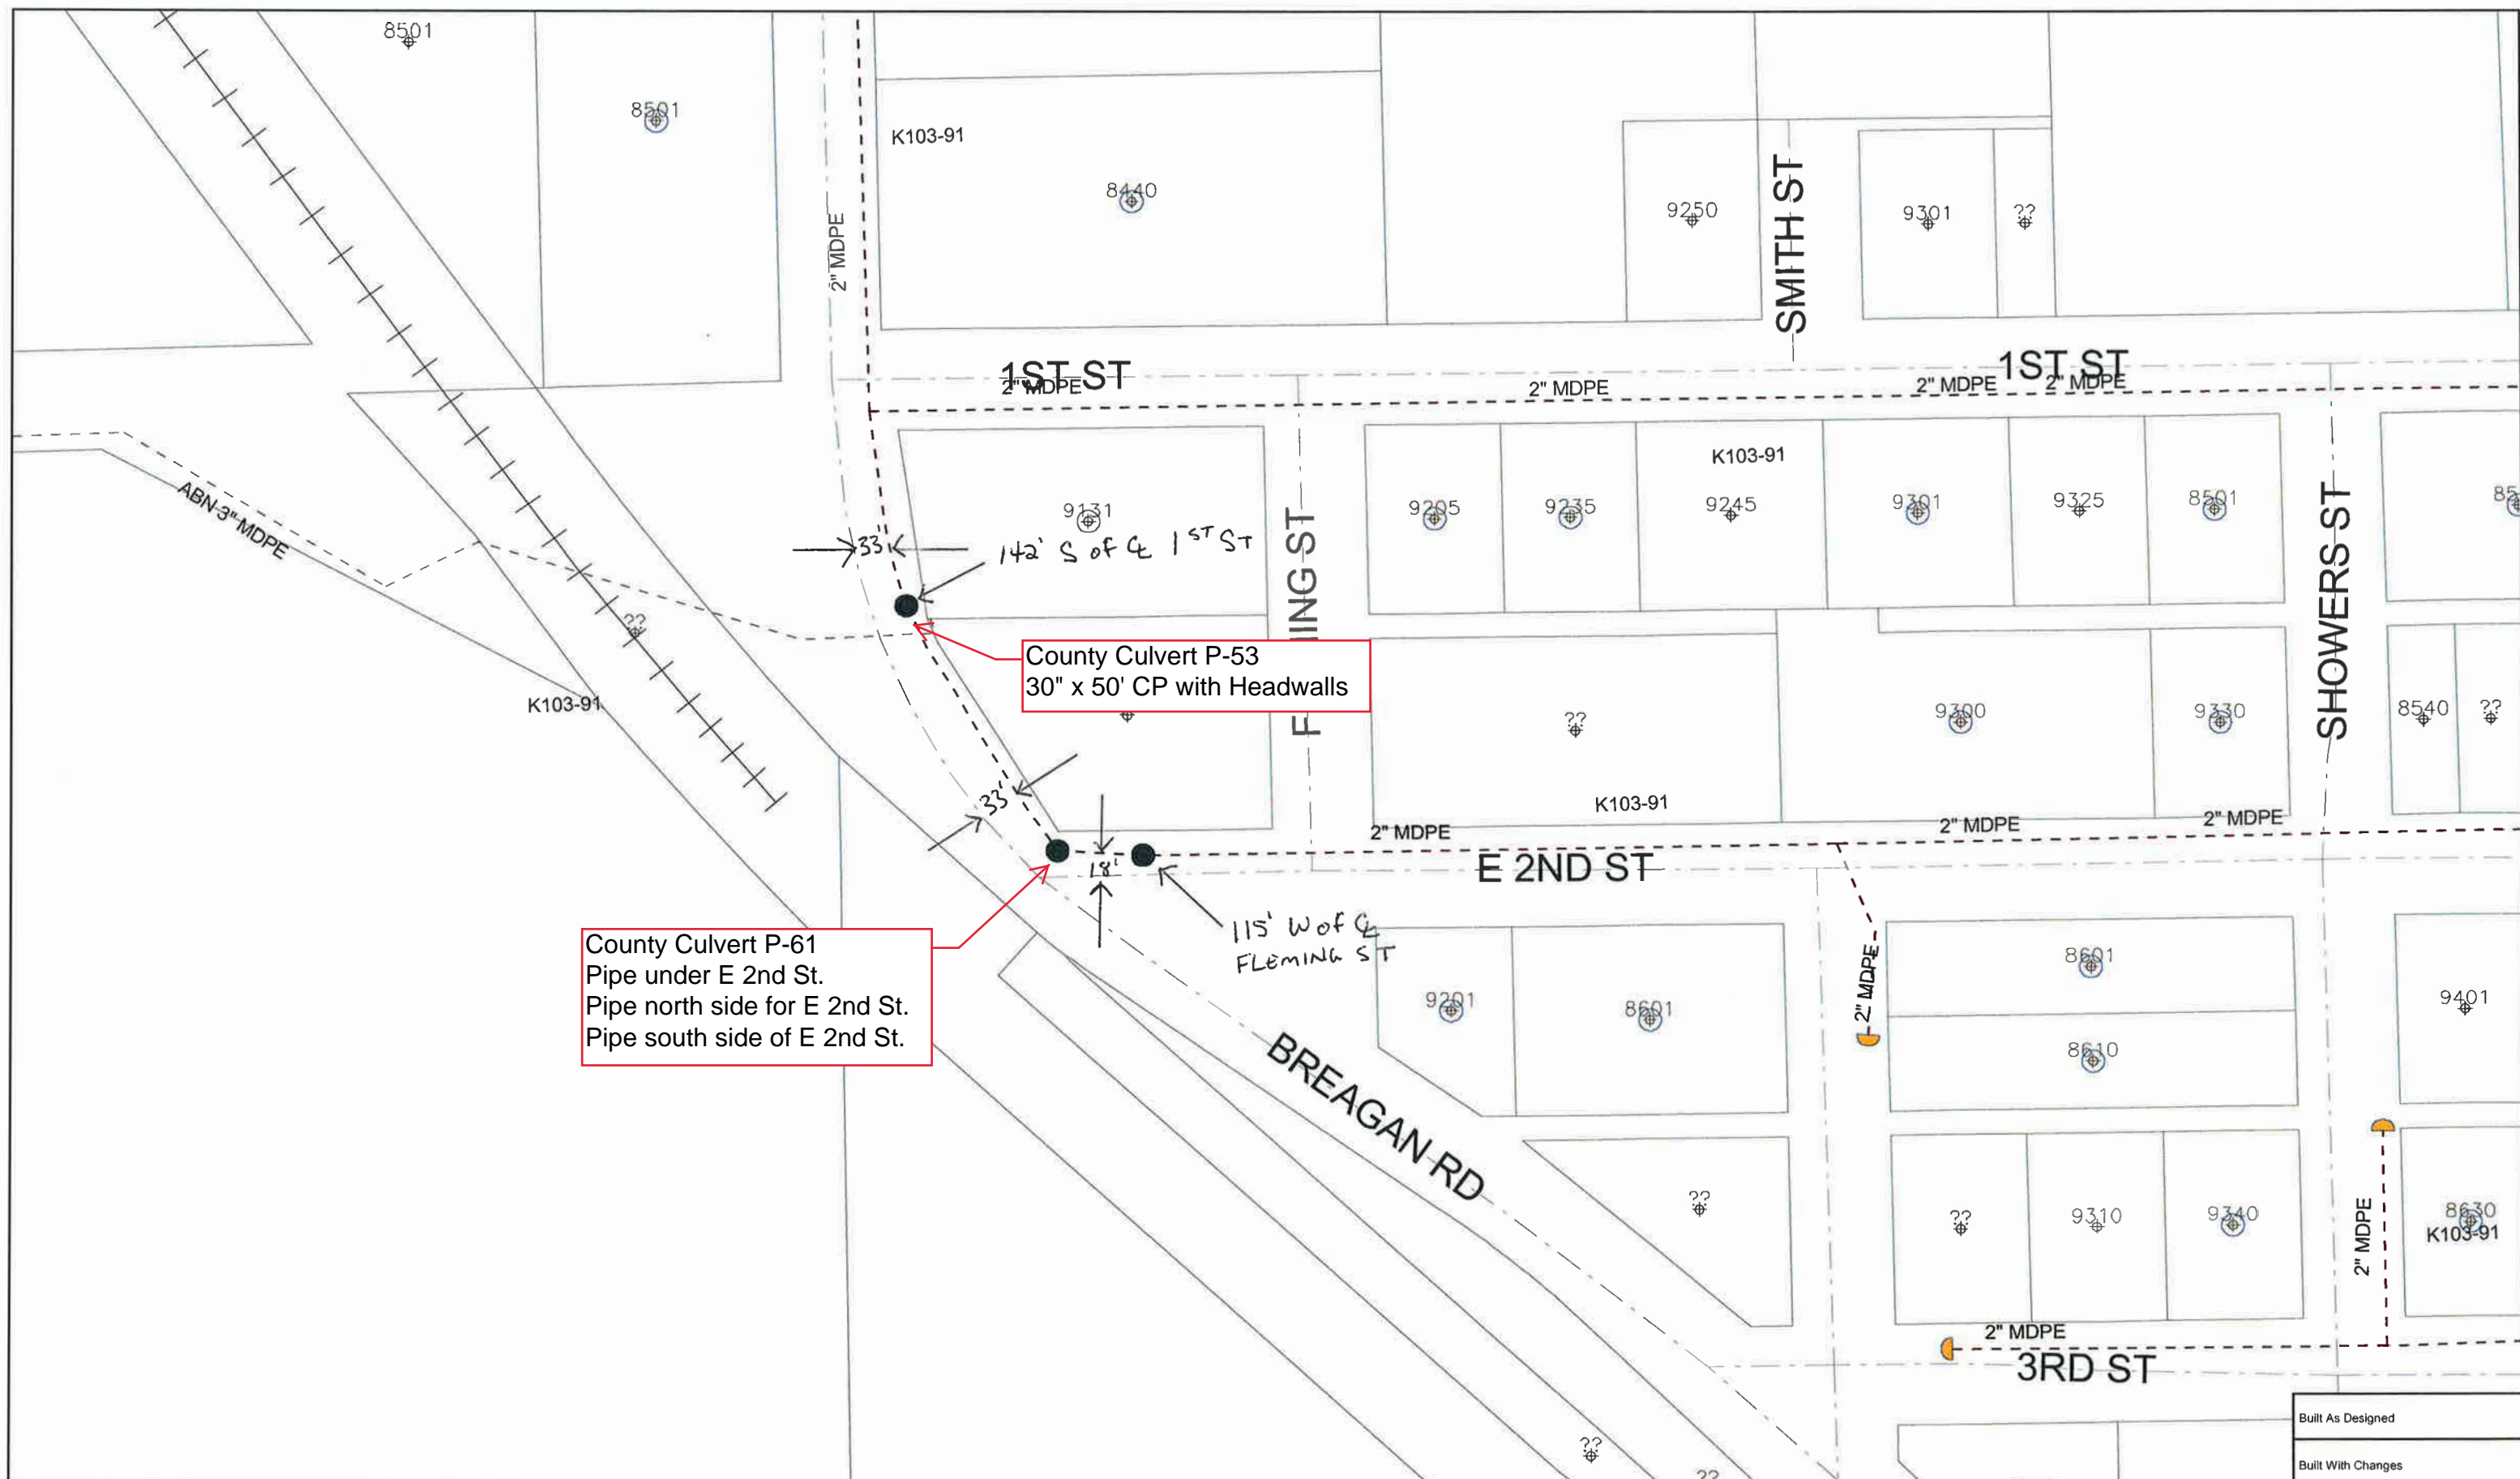 8501
8501
K103-91
8440
2" MDPE
9250
SMITH ST
9301
??
1ST ST
2" MDPE
2" MDPE
1ST ST
2" MDPE
2" MDPE
ABN 3" MDPE
9131
33'
142' S of ℄ 1ST ST
9205
9235
K103-91
9245
9301
9325
8501
SHOWERS ST
??
K103-91
County Culvert P-53
30" x 50' CP with Headwalls
??
9300
9330
8540
??
K103-91
33'
18'
2" MDPE
2" MDPE
2" MDPE
E 2ND ST
115' W of ℄
FLEMING ST
County Culvert P-61
Pipe under E 2nd St.
Pipe north side for E 2nd St.
Pipe south side of E 2nd St.
9201
8601
2" MDPE
8601
8610
9401
BREAGAN RD
??
??
9310
9340
2" MDPE
8630
K103-91
2" MDPE
3RD ST
??
??
Built As Designed
Built With Changes